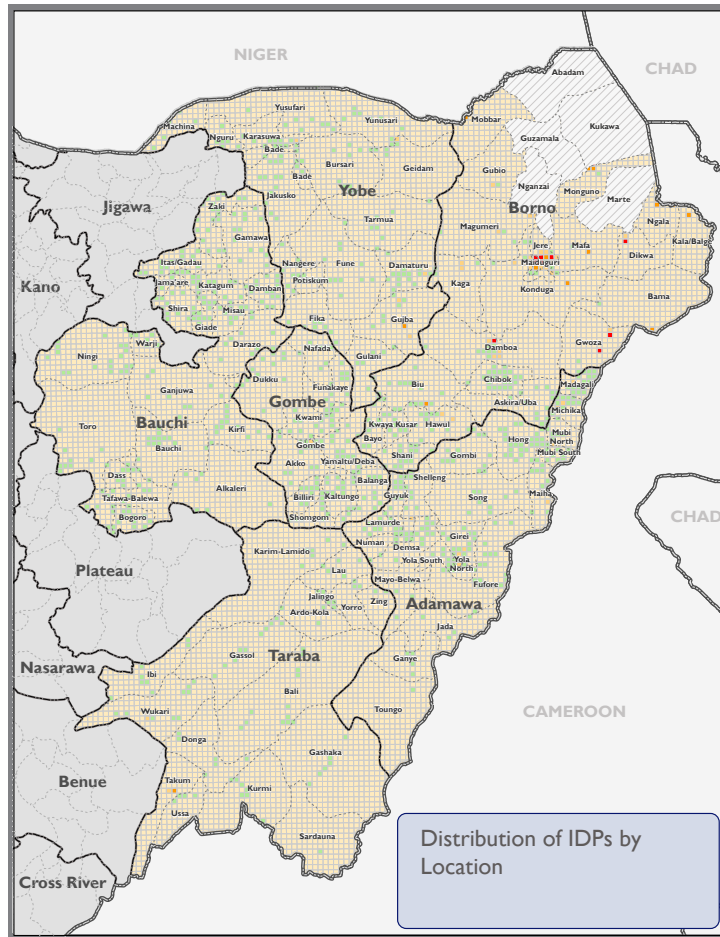 NIGER
CHAD
Abadam
Yusufari
Yunusari
Mobbar
Kukawa
Machina
Nguru
Karasuwa
Guzamala
Bade
Bade
Bursari
Geidam
Gubio
Nganzai
Monguno
Jigawa
Zaki
Jakusko
Yobe
Borno
Marte
Ngala
Kala/Balge
Gamawa
Tarmua
Magumeri
Jere
Mafa
Dikwa
Itas/Gadau
Nangere
Fune
Damaturu
Maiduguri
Kano
Jama'are
Katagum
Damban
Potiskum
Kaga
Konduga
Bama
Shira
Misau
Giade
Fika
Gujba
Ningi
Warji
Darazo
Nafada
Gulani
Damboa
Gwoza
Dukku
Funakaye
Biu
Chibok
Madagali
Ganjuwa
Gombe
Askira/Uba
Michika
Toro
Bauchi
Kirfi
Kwami
Kwaya Kusar
Hawul
Bayo
Hong
Mubi
North
Bauchi
Gombe
Shani
Gombi
Mubi South
Dass
Akko
Yamaltu/Deba
Balanga
Shelleng
Tafawa-Balewa
Alkaleri
Billiri
Kaltungo
Guyuk
Song
Maiha
Bogoro
Shomgom
Lamurde
CHAD
Karim-Lamido
Numan
Demsa
Girei
Plateau
Lau
Yola South
Yola
North
Mayo-Belwa
Fufore
Jalingo
Ardo-Kola
Yorro
Zing
Adamawa
Jada
Nasarawa
Gassol
Taraba
Ganye
Ibi
Bali
Wukari
Toungo
CAMEROON
Donga
Gashaka
Benue
Takum
Kurmi
Ussa
Sardauna
Distribution of IDPs by
Location
Cross River